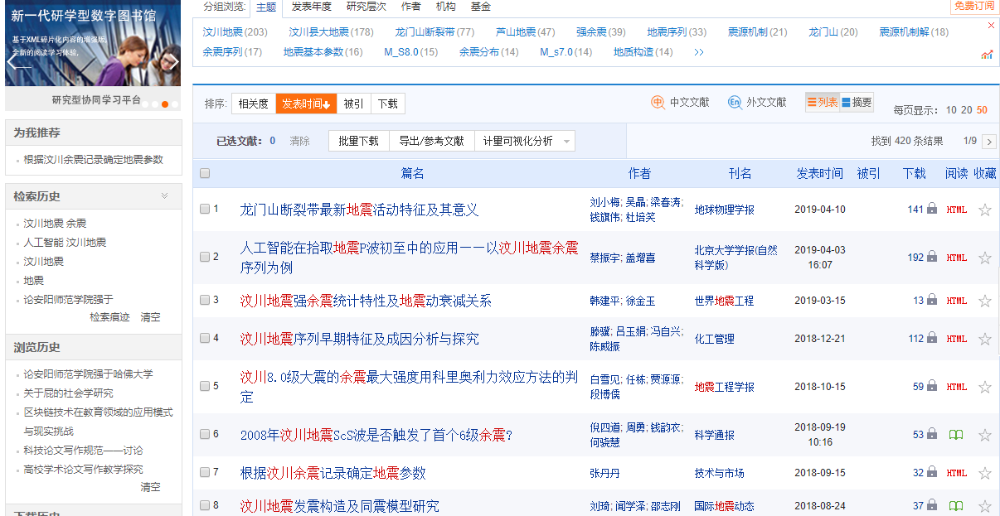 新一代研学型数字图书馆
基于XML碎片化内容的增强版,
全新的阅读学习体验,
研究型协同学习平台
为我推荐
根据汶川余震记录确定地震参数
检索历史
汶川地震 余震
人工智能 汶川地震
汶川地震
地震
论安阳师范学院强于
检索痕迹 清空
浏览历史
论安阳师范学院强于哈佛大学
关于屁的社会学研究
区块链技术在教育领域的应用模式
与现实挑战
科技论文写作规范——讨论
高校学术论文写作教学探究
清空
分组浏览: 主题 发表年度 研究层次 作者 机构 基金 免费订阅
汶川地震(203) 汶川县大地震(178) 龙门山断裂带(77) 芦山地震(47) 强余震(39) 地震序列(33) 震源机制(21) 龙门山(20) 震源机制解(18)
余震序列(17) 地震基本参数(16) M_S8.0(15) 余震分布(14) M_s7.0(14) 地质构造(14) >>
排序: 相关度 发表时间 被引 下载 中文文献 外文文献 列表 摘要 每页显示: 10 20 50
已选文献: 0 清除 批量下载 导出/参考文献 计量可视化分析 找到 420 条结果 1/9 >
篇名 作者 刊名 发表时间 被引 下载 阅读 收藏
1 龙门山断裂带最新地震活动特征及其意义 刘小梅; 吴晶; 梁春涛; 地球物理学报 2019-04-10 141 HTML
钱旗伟; 杜培笑
2 人工智能在拾取地震P波初至中的应用——以汶川地震余震 蔡振宇; 盖增喜 北京大学学报(自然 2019-04-03 192 HTML
序列为例 科学版) 16:07
3 汶川地震强余震统计特性及地震动衰减关系 韩建平; 徐金玉 世界地震工程 2019-03-15 13 HTML
4 汶川地震序列早期特征及成因分析与探究 滕骥; 吕玉娟; 冯自兴; 化工管理 2018-12-21 112 HTML
陈威振
5 汶川8.0级大震的余震最大强度用科里奥利力效应方法的判 白雪见; 任栋; 贾源源; 地震工程学报 2018-10-15 59 HTML
定 段博儒
6 2008年汶川地震ScS波是否触发了首个6级余震? 倪四道; 周勇; 钱韵衣; 科学通报 2018-09-19 53
何骁慧 10:16
7 根据汶川余震记录确定地震参数 张丹丹 技术与市场 2018-09-15 32 HTML
8 汶川地震发震构造及同震模型研究 刘琦; 闻学泽; 邵志刚 国际地震动态 2018-08-24 37